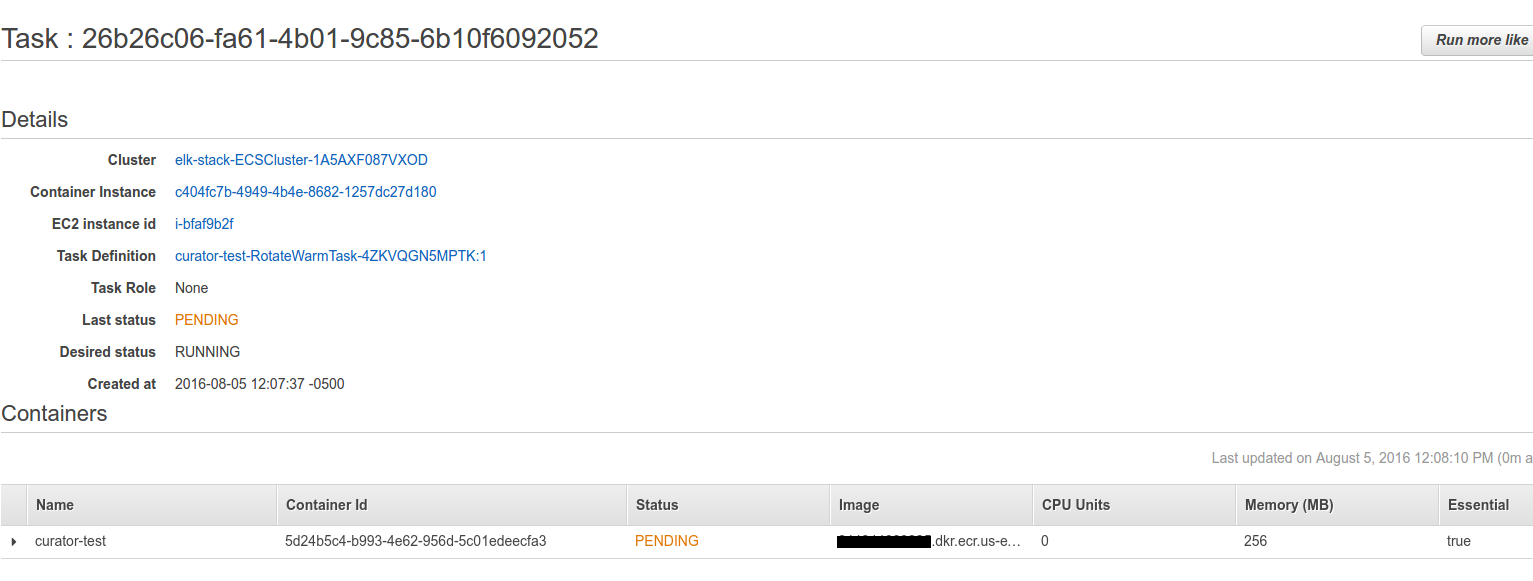 Task : 26b26c06-fa61-4b01-9c85-6b10f6092052
Run more like
Details
Cluster elk-stack-ECSCluster-1A5AXF087VXOD
Container Instance c404fc7b-4949-4b4e-8682-1257dc27d180
EC2 instance id i-bfaf9b2f
Task Definition curator-test-RotateWarmTask-4ZKVQGN5MPTK:1
Task Role None
Last status PENDING
Desired status RUNNING
Created at 2016-08-05 12:07:37 -0500
Containers
Last updated on August 5, 2016 12:08:10 PM (0m a
Name Container Id Status Image CPU Units Memory (MB) Essential
curator-test 5d24b5c4-b993-4e62-956d-5c01edeecfa3 PENDING .dkr.ecr.us-e… 0 256 true